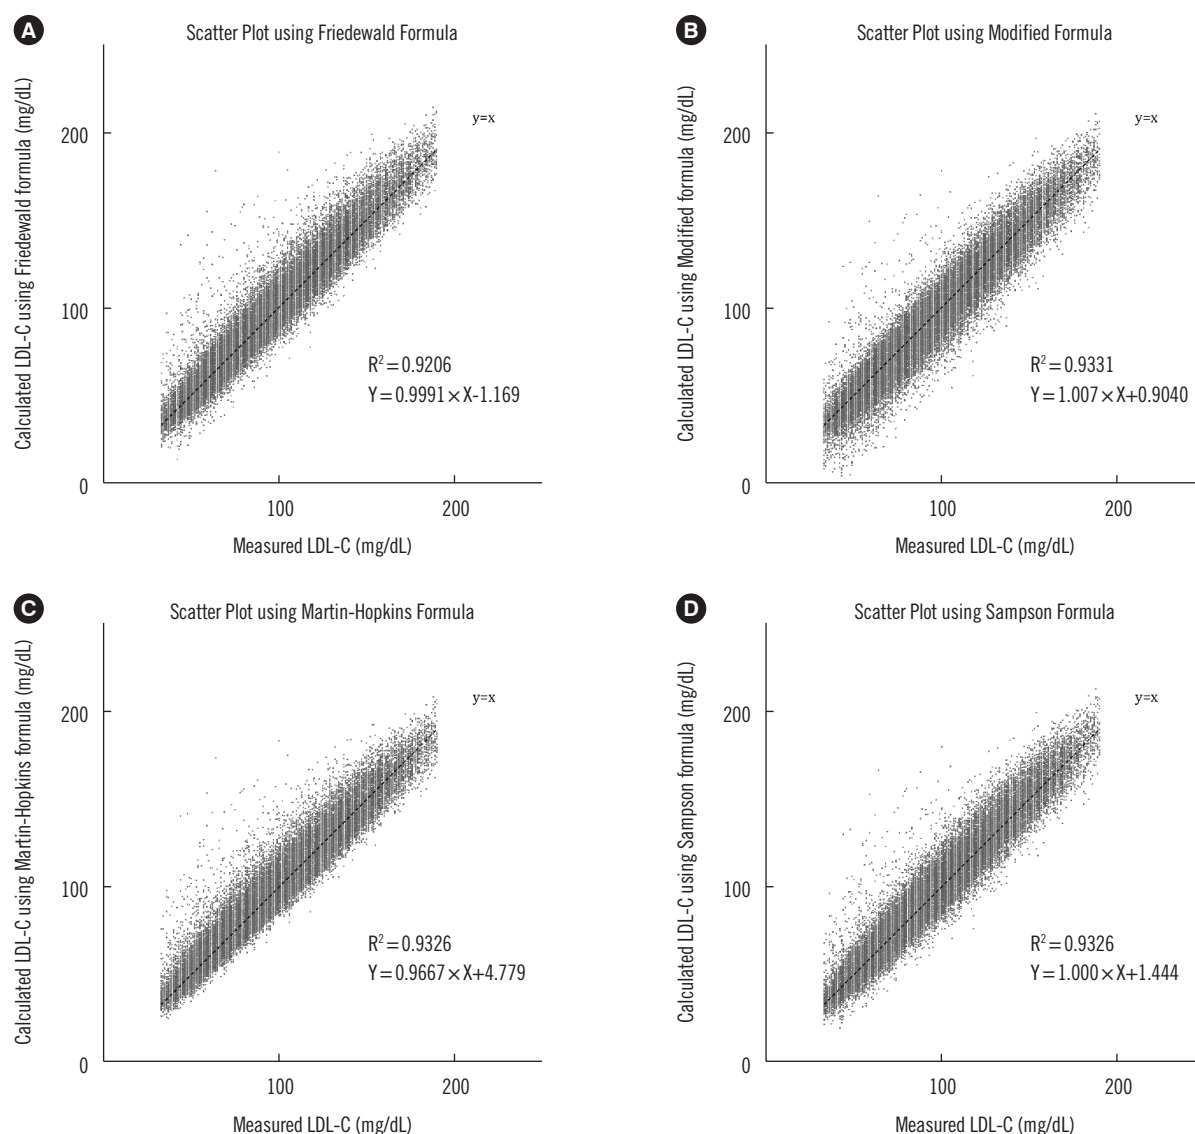 A
Scatter Plot using Friedewald Formula
Calculated LDL-C using Friedewald formula (mg/dL)
200
100
0
y=x
R²=0.9206
Y=0.9991×X-1.169
100
200
Measured LDL-C (mg/dL)
B
Scatter Plot using Modified Formula
Calculated LDL-C using Modified formula (mg/dL)
200
100
0
y=x
R²=0.9331
Y=1.007×X+0.9040
100
200
Measured LDL-C (mg/dL)
C
Scatter Plot using Martin-Hopkins Formula
Calculated LDL-C using Martin-Hopkins formula (mg/dL)
200
100
0
y=x
R²=0.9326
Y=0.9667×X+4.779
100
200
Measured LDL-C (mg/dL)
D
Scatter Plot using Sampson Formula
Calculated LDL-C using Sampson formula (mg/dL)
200
100
0
y=x
R²=0.9326
Y=1.000×X+1.444
100
200
Measured LDL-C (mg/dL)